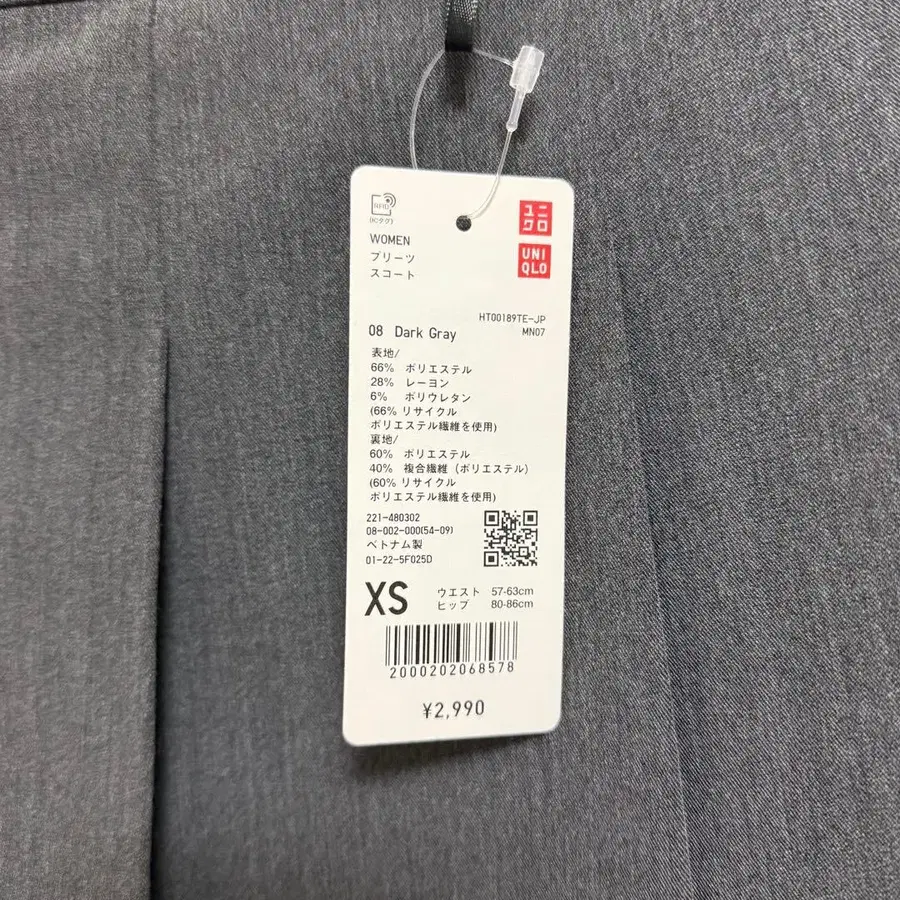 RFID
(ICタグ)
ユニ
クロ
UNI
QLO
WOMEN
プリーツ
スコート
HT00189TE-JP
08 Dark Gray
MN07
表地/
66% ポリエステル
28% レーヨン
6% ポリウレタン
(66% リサイクル
ポリエステル繊維を使用)
裏地/
60% ポリエステル
40% 複合繊維 (ポリエステル)
(60% リサイクル
ポリエステル繊維を使用)
221-480302
08-002-000(54-09)
ベトナム製
01-22-5F025D
XS ウエスト 57-63cm
ヒップ 80-86cm
2000202068578
¥2,990